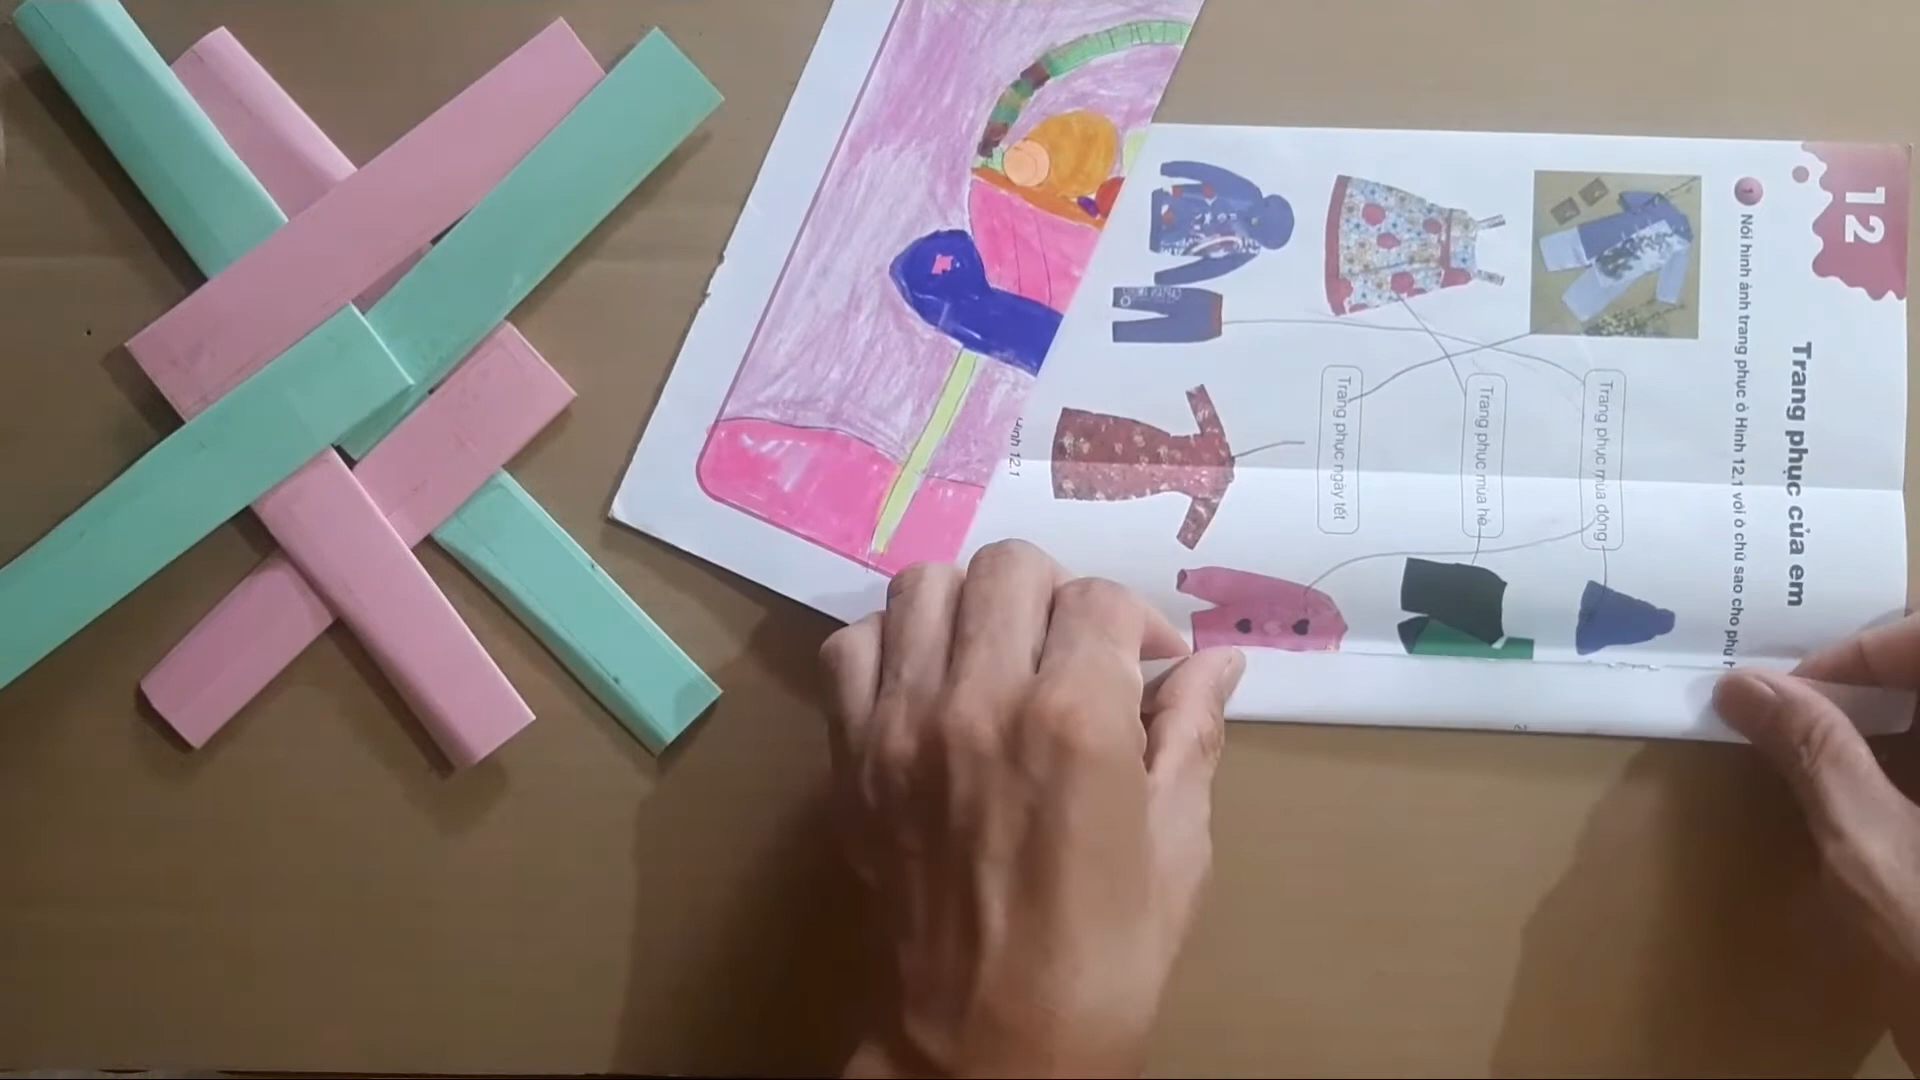 12
Trang phục của em
1 Nối hình ảnh trang phục ở Hình 12.1 với ô chữ sao cho phù h
Trang phục mùa đông
Trang phục mùa hè
Trang phục ngày tết
Hình 12.1